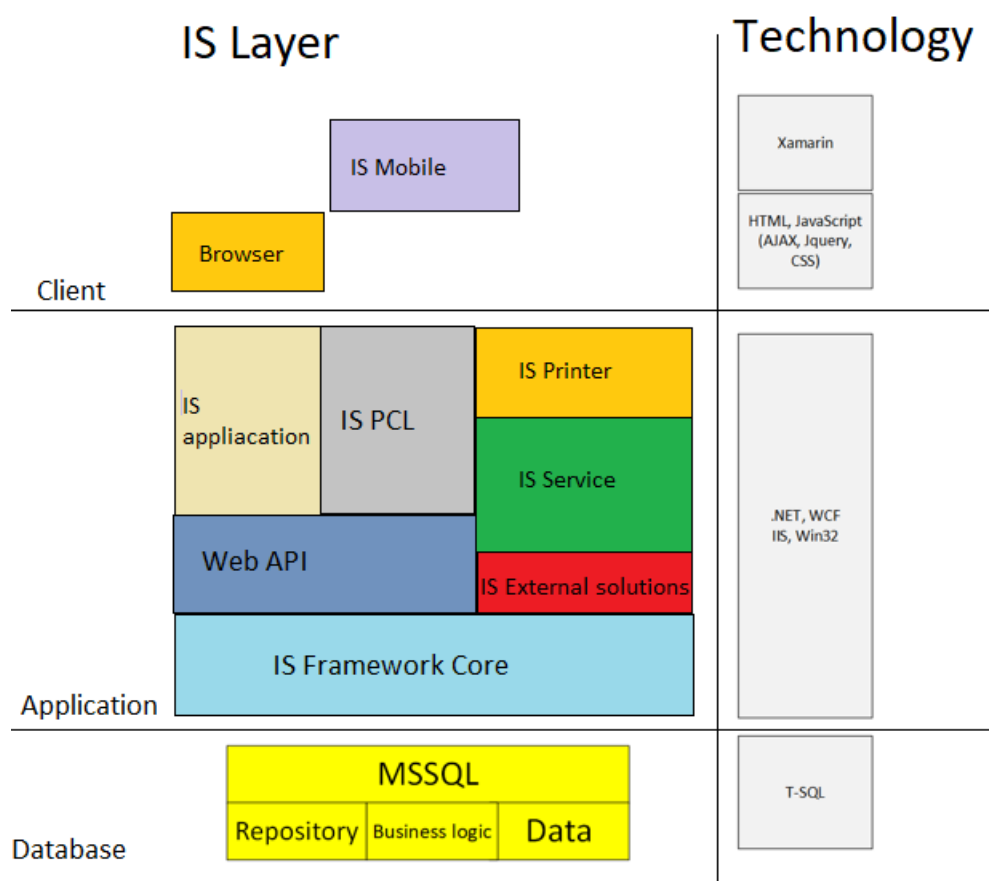 IS Layer
Technology
IS Mobile
Browser
Client
Xamarin
HTML, JavaScript
(AJAX, Jquery,
CSS)
IS
appliacation
IS PCL
IS Printer
IS Service
Web API
IS External solutions
IS Framework Core
Application
.NET, WCF
IIS, Win32
MSSQL
Repository
Business logic
Data
Database
T-SQL